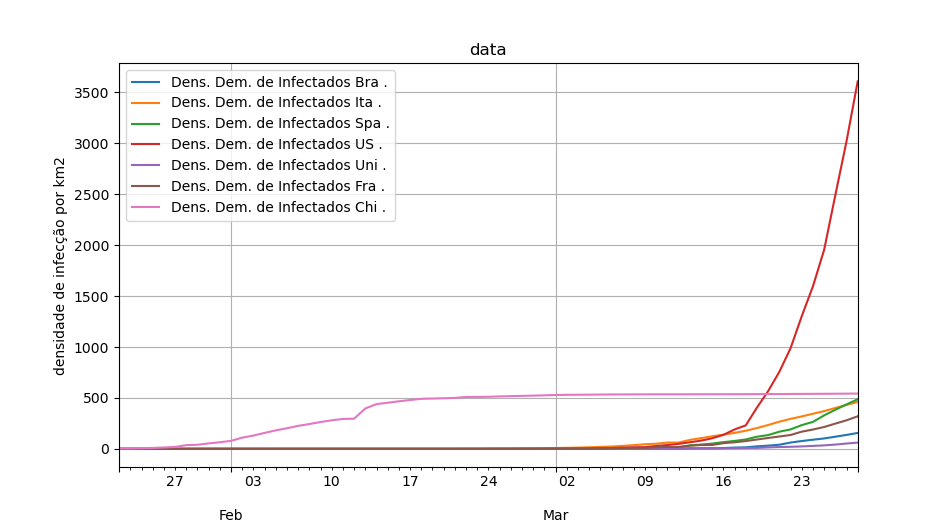 data
Dens. Dem. de Infectados Bra .
Dens. Dem. de Infectados Ita .
Dens. Dem. de Infectados Spa .
Dens. Dem. de Infectados US .
Dens. Dem. de Infectados Uni .
Dens. Dem. de Infectados Fra .
Dens. Dem. de Infectados Chi .
densidade de infecção por km2
3500
3000
2500
2000
1500
1000
500
0
27 03 10 17 24 02 09 16 23
Feb Mar